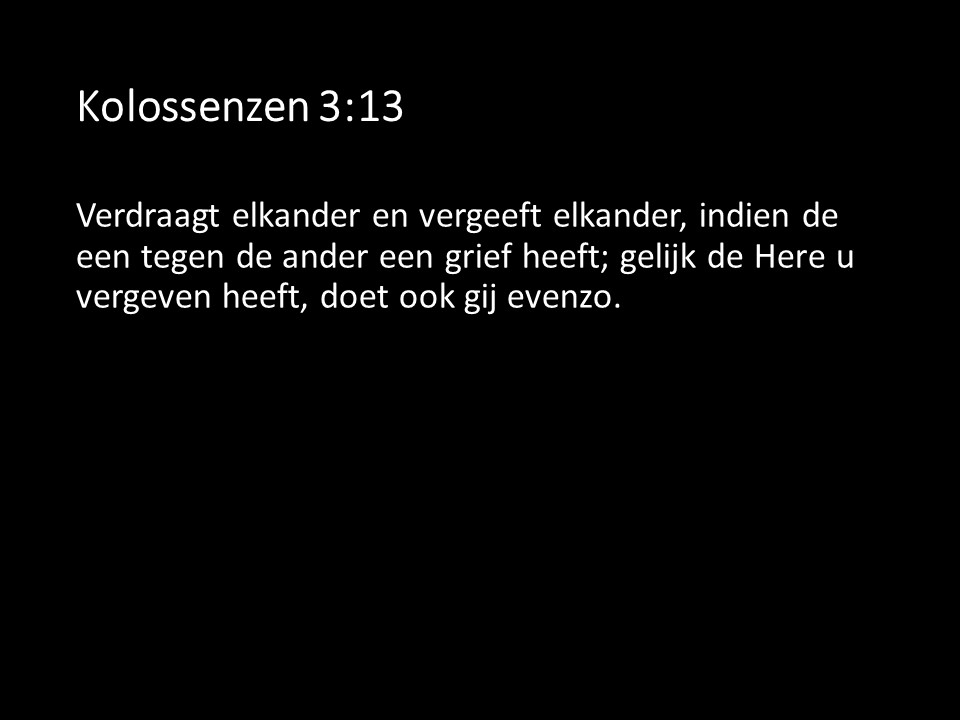 Kolossenzen 3:13
Verdraagt elkander en vergeeft elkander, indien de
een tegen de ander een grief heeft; gelijk de Here u
vergeven heeft, doet ook gij evenzo.